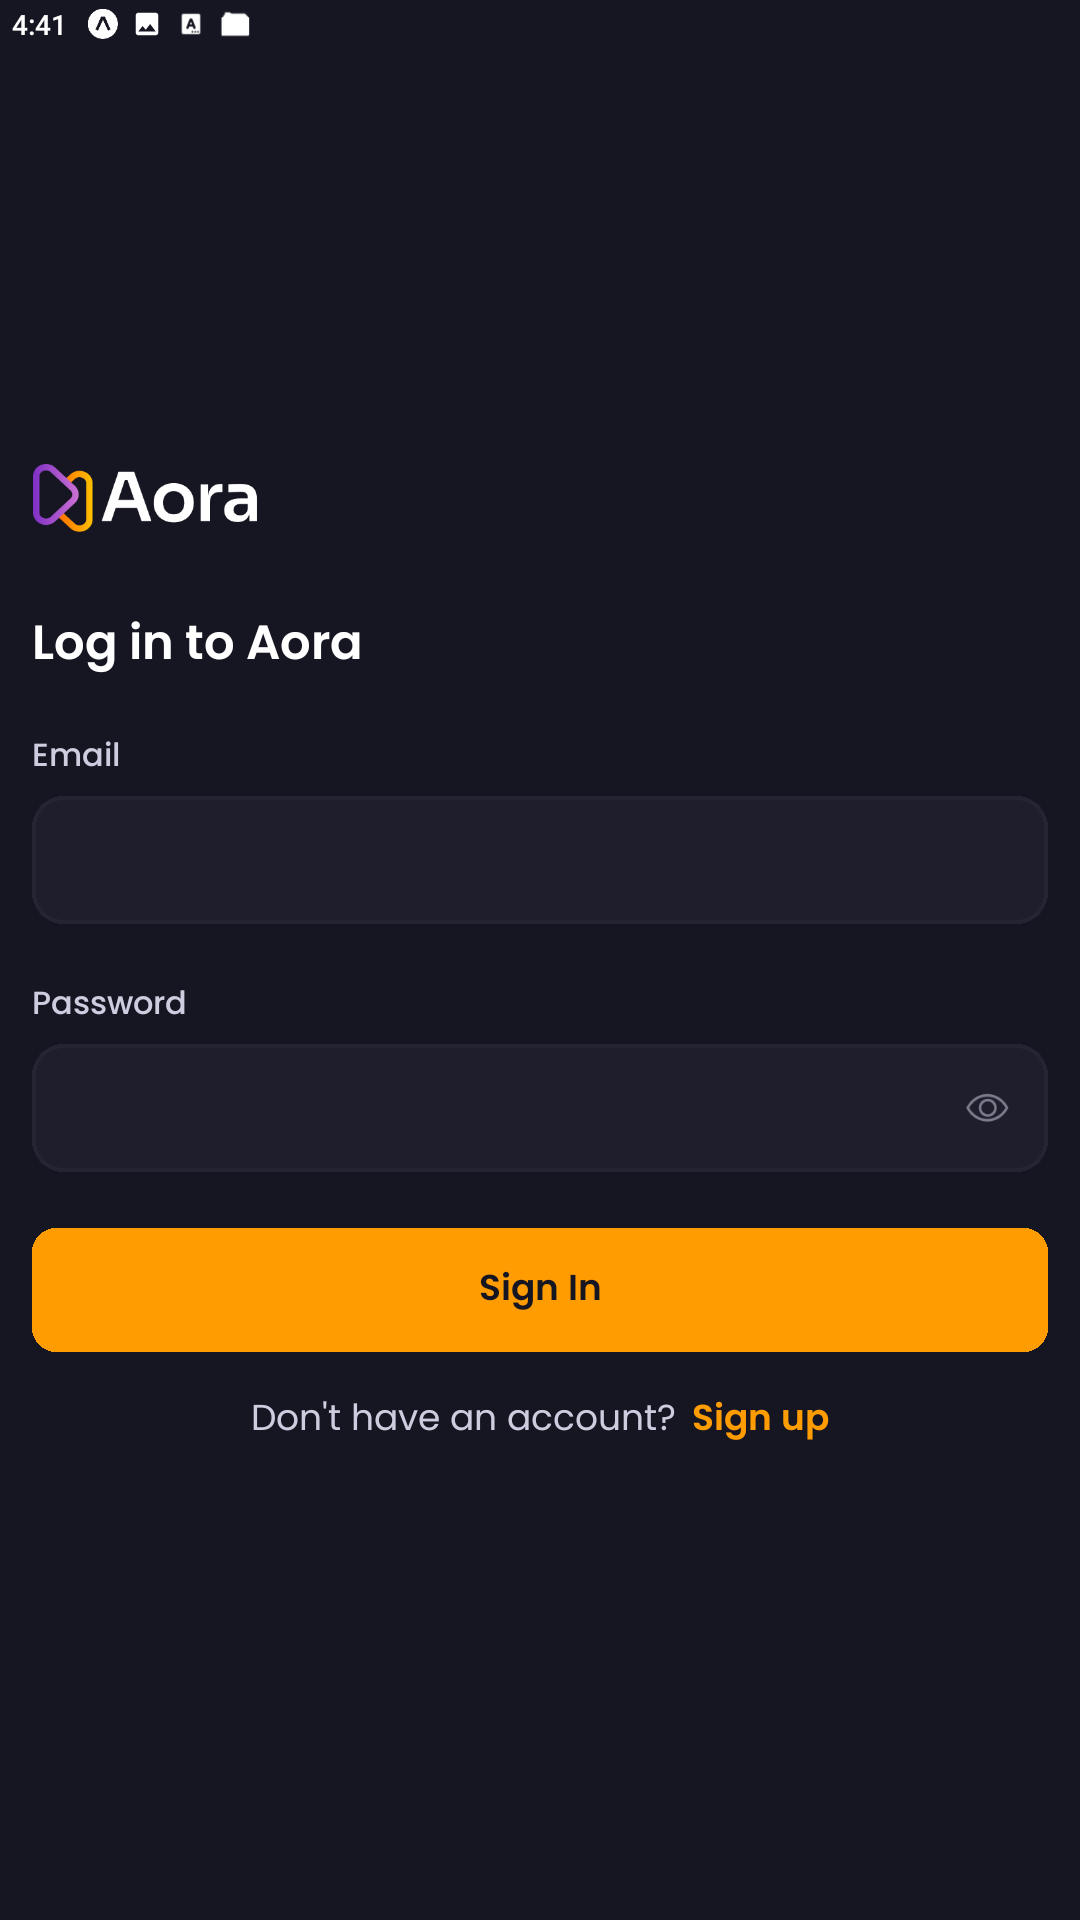 4:41
Aora
Log in to Aora
Email
Password
Sign In
Don't have an account? Sign up